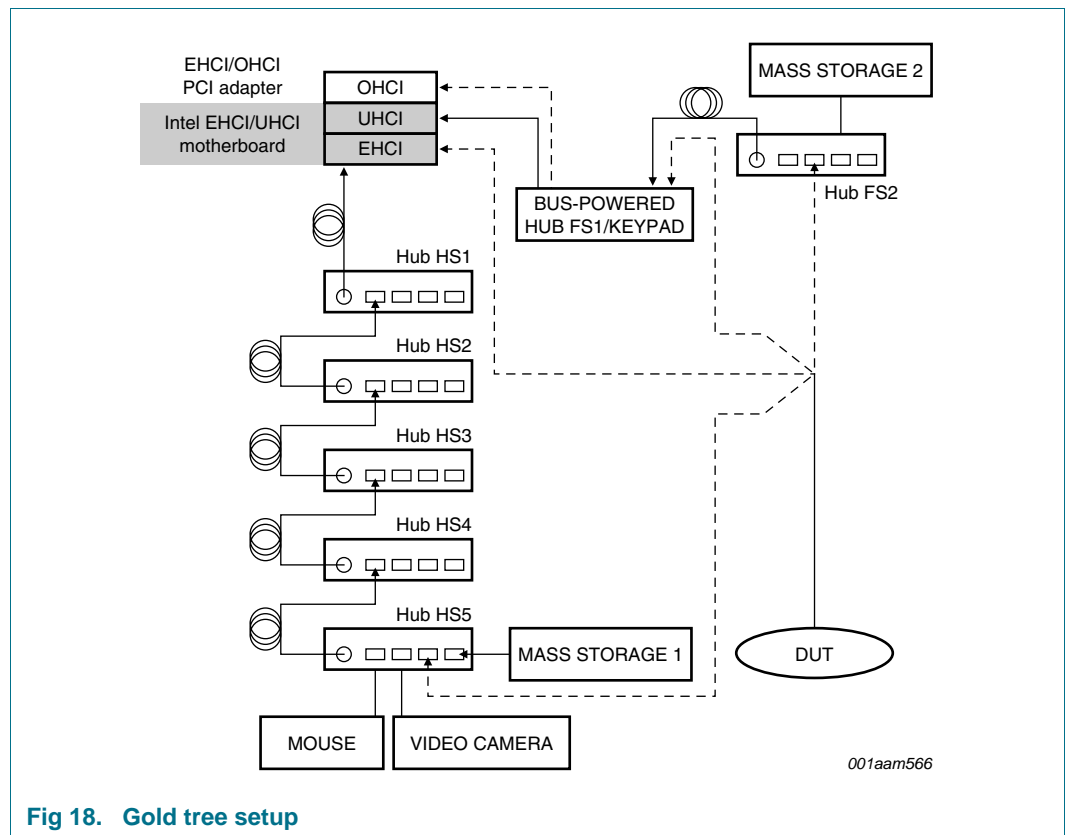 EHCI/OHCI
PCI adapter
OHCI
Intel EHCI/UHCI
motherboard
UHCI
EHCI
MASS STORAGE 2
Hub FS2
BUS-POWERED
HUB FS1/KEYPAD
Hub HS1
Hub HS2
Hub HS3
Hub HS4
Hub HS5
MASS STORAGE 1
DUT
MOUSE
VIDEO CAMERA
001aam566
Fig 18. Gold tree setup